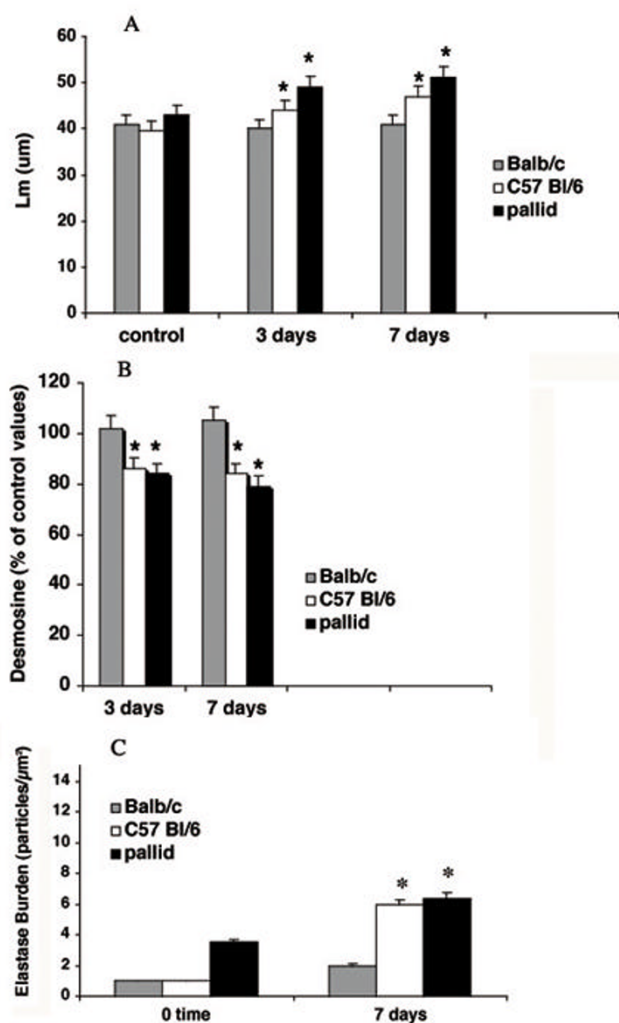 A
60
50
40
30
20
10
0
Lm (um)
* * * *
Balb/c
C57 Bl/6
pallid
control 3 days 7 days
B
120
100
80
60
40
20
0
Desmosine (% of control values)
* * * *
Balb/c
C57 Bl/6
pallid
3 days 7 days
C
14
12
10
8
6
4
2
0
Elastase Burden (particles/µm²)
Balb/c
C57 Bl/6
pallid
* *
0 time 7 days